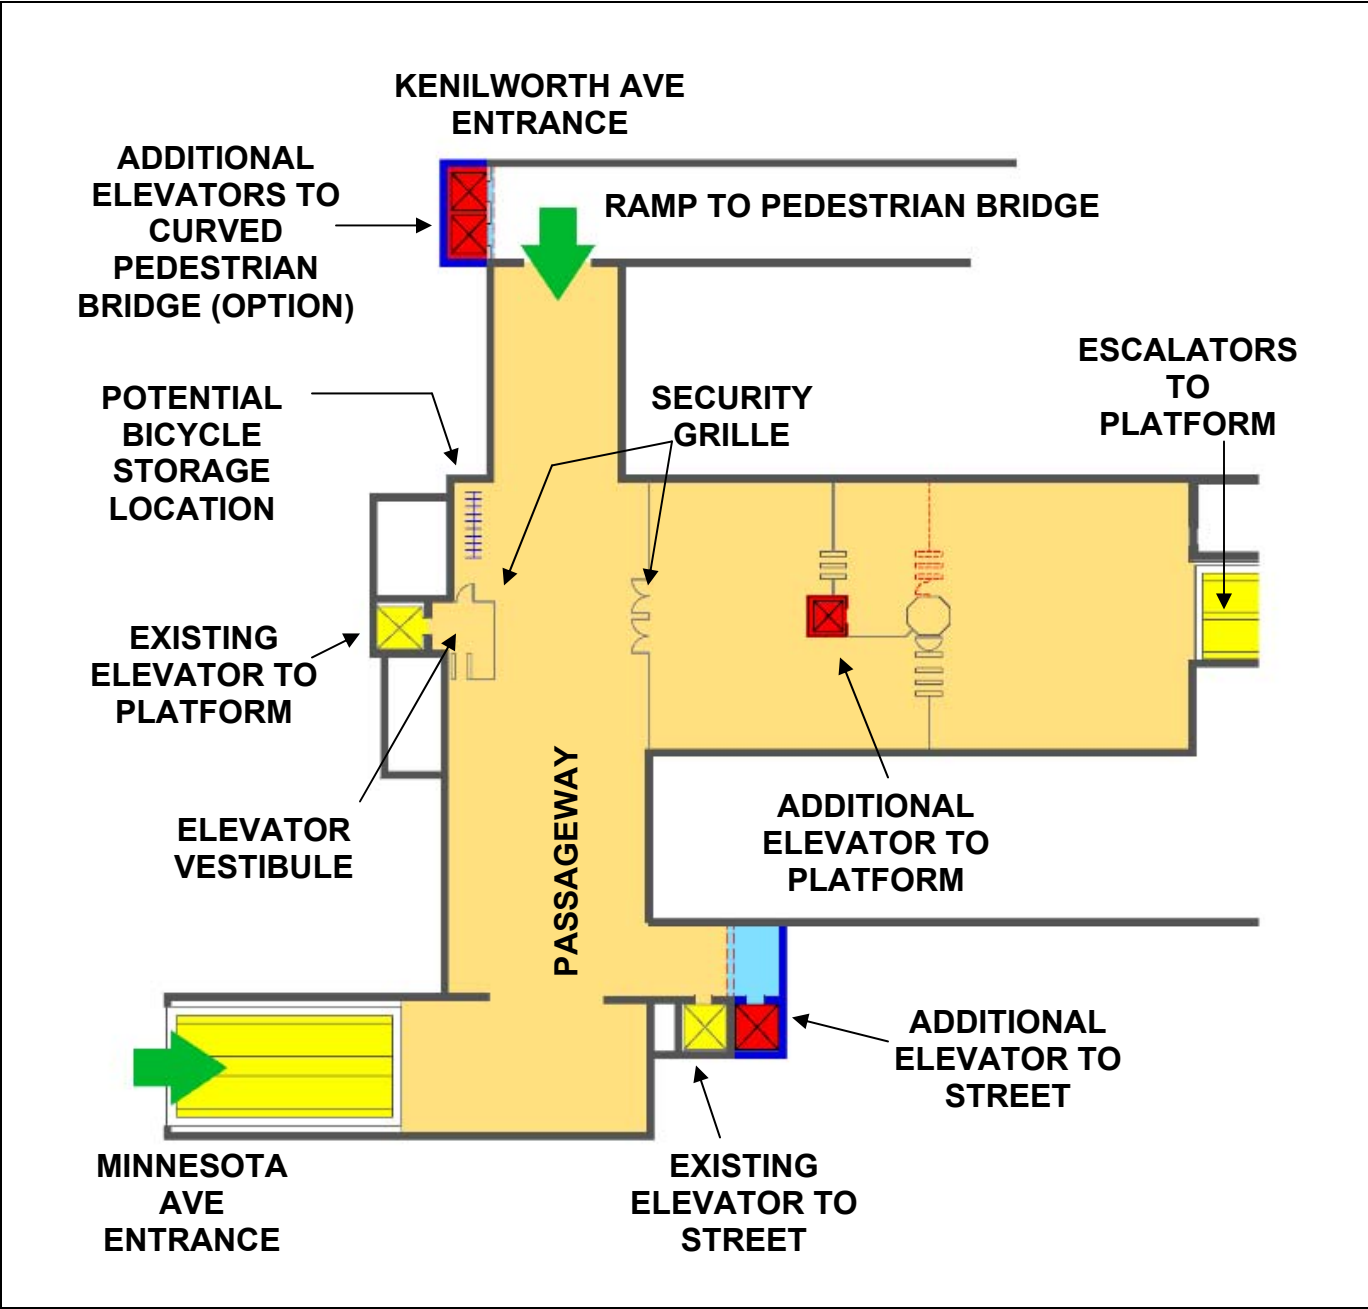 KENILWORTH AVE
ENTRANCE
ADDITIONAL
ELEVATORS TO
CURVED
PEDESTRIAN
BRIDGE (OPTION)
RAMP TO PEDESTRIAN BRIDGE
ESCALATORS
TO
PLATFORM
POTENTIAL
BICYCLE
STORAGE
LOCATION
SECURITY
GRILLE
EXISTING
ELEVATOR TO
PLATFORM
ELEVATOR
VESTIBULE
PASSAGEWAY
ADDITIONAL
ELEVATOR TO
PLATFORM
ADDITIONAL
ELEVATOR TO
STREET
MINNESOTA
AVE
ENTRANCE
EXISTING
ELEVATOR TO
STREET